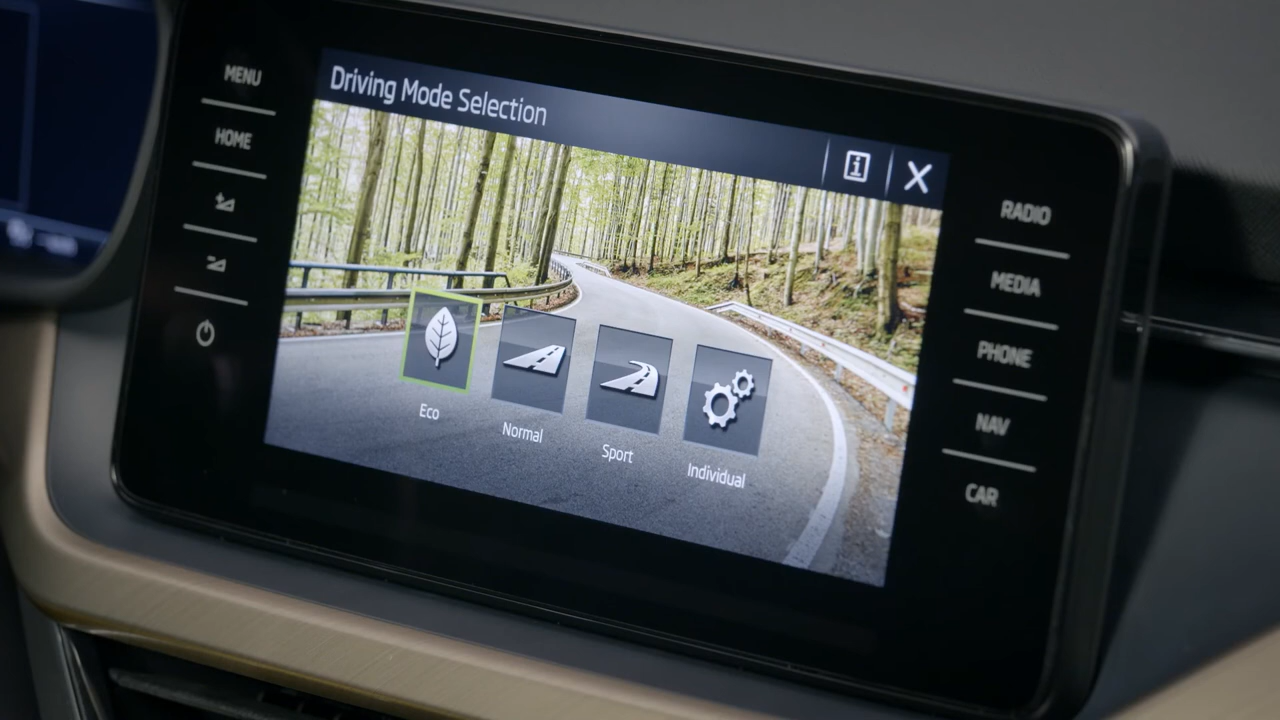 MENU
HOME
Driving Mode Selection
i
X
Eco
Normal
Sport
Individual
RADIO
MEDIA
PHONE
NAV
CAR